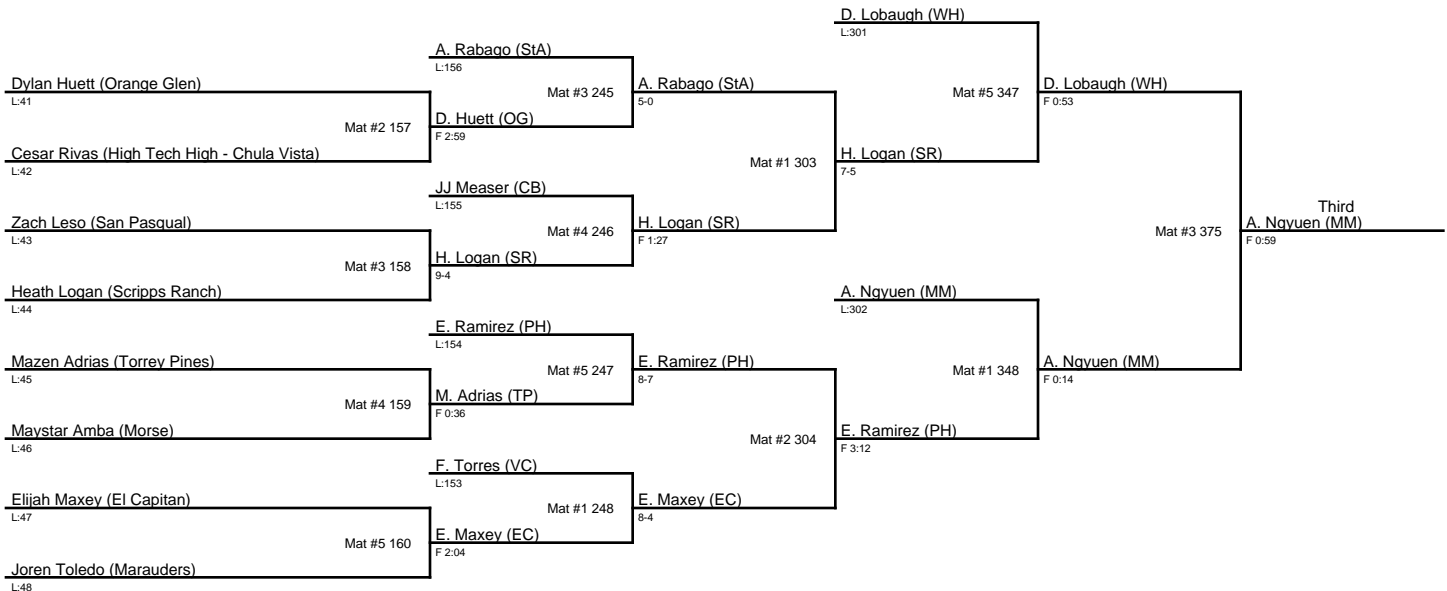 D. Lobaugh (WH)
L:301
A. Rabago (StA)
L:156
Dylan Huett (Orange Glen)
L:41
Mat #3 245
A. Rabago (StA)
5-0
Mat #5 347
D. Lobaugh (WH)
F 0:53
Mat #2 157
D. Huett (OG)
F 2:59
Cesar Rivas (High Tech High - Chula Vista)
L:42
Mat #1 303
H. Logan (SR)
7-5
JJ Measer (CB)
L:155
Zach Leso (San Pasqual)
L:43
Mat #4 246
H. Logan (SR)
F 1:27
Mat #3 375
Third
A. Ngyuen (MM)
F 0:59
Mat #3 158
H. Logan (SR)
9-4
Heath Logan (Scripps Ranch)
L:44
A. Ngyuen (MM)
L:302
E. Ramirez (PH)
L:154
Mazen Adrias (Torrey Pines)
L:45
Mat #5 247
E. Ramirez (PH)
8-7
Mat #1 348
A. Ngyuen (MM)
F 0:14
Mat #4 159
M. Adrias (TP)
F 0:36
Maystar Amba (Morse)
L:46
Mat #2 304
E. Ramirez (PH)
F 3:12
F. Torres (VC)
L:153
Elijah Maxey (El Capitan)
L:47
Mat #1 248
E. Maxey (EC)
8-4
Mat #5 160
E. Maxey (EC)
F 2:04
Joren Toledo (Marauders)
L:48